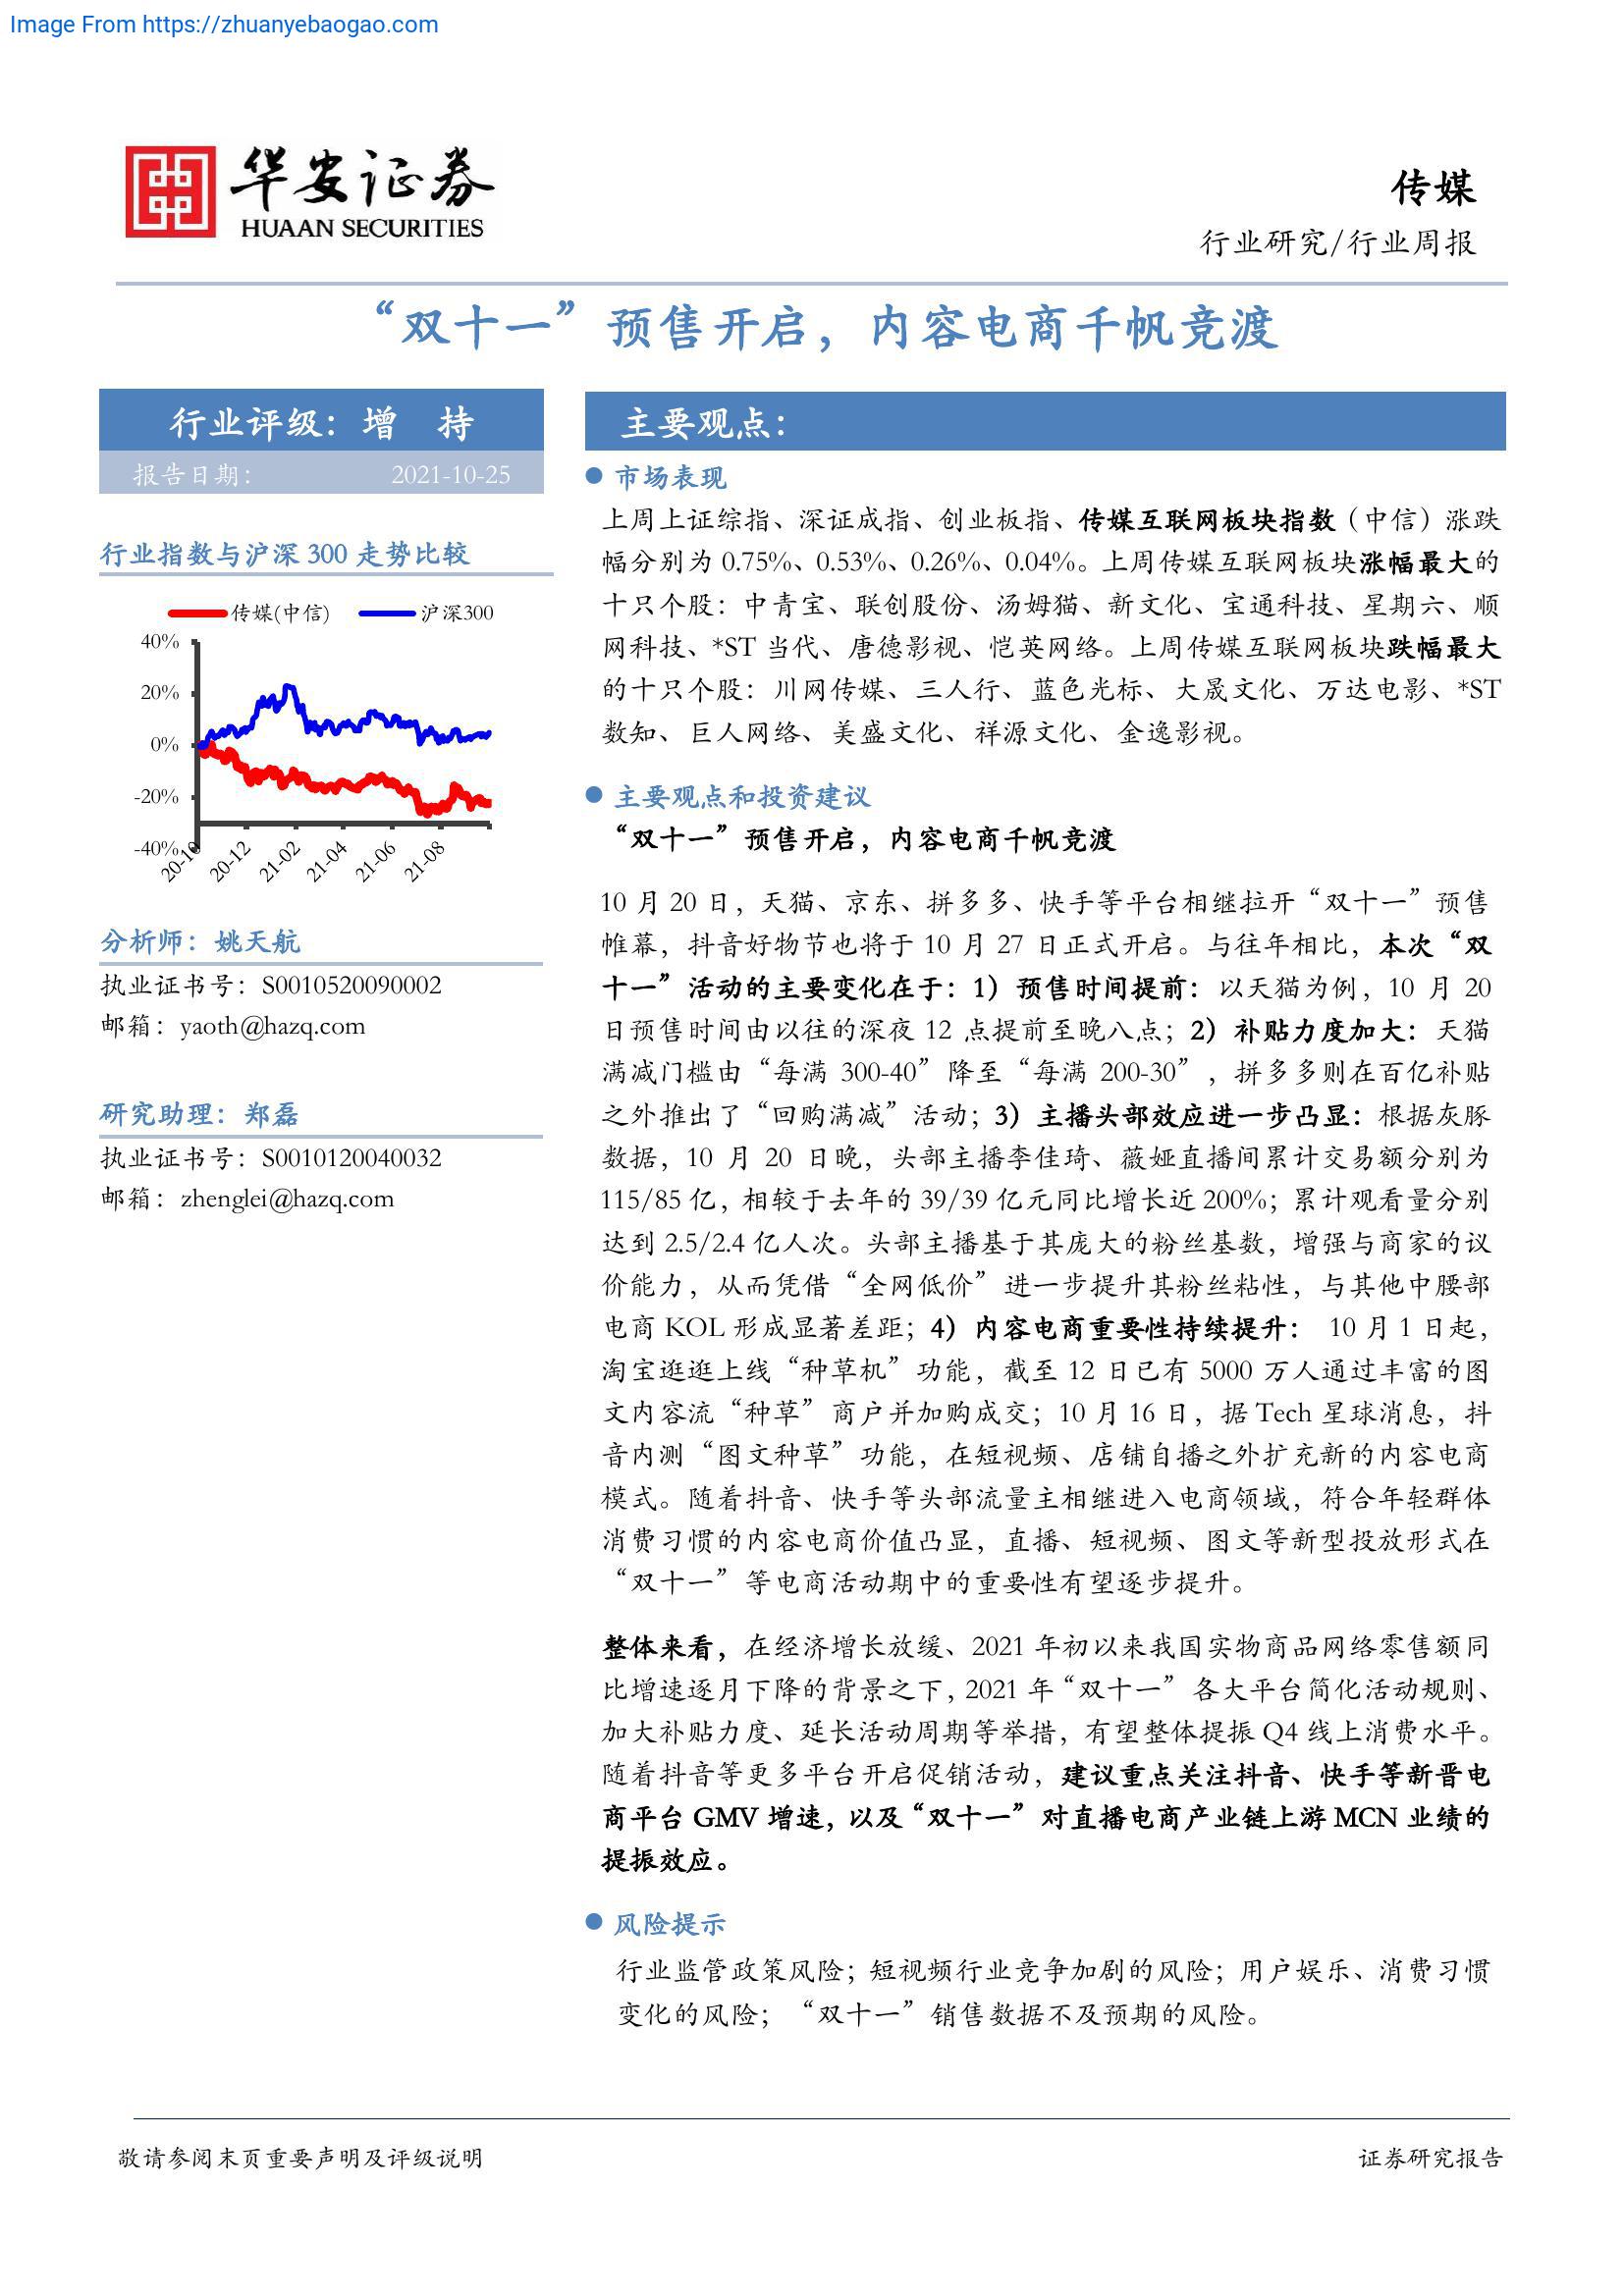 Image From https://zhuanyebaogao.com
华安证券
HUAAN SECURITIES
传媒
行业研究/行业周报
“双十一”预售开启，内容电商千帆竞渡
行业评级：增 持
报告日期： 2021-10-25
行业指数与沪深 300 走势比较
传媒(中信) 沪深300
40%
20%
0%
-20%
-40%
20-10 20-12 21-02 21-04 21-06 21-08
分析师：姚天航
执业证书号：S0010520090002
邮箱：yaoth@hazq.com
研究助理：郑磊
执业证书号：S0010120040032
邮箱：zhenglei@hazq.com
主要观点：
市场表现
上周上证综指、深证成指、创业板指、传媒互联网板块指数（中信）涨跌
幅分别为 0.75%、0.53%、0.26%、0.04%。上周传媒互联网板块涨幅最大的
十只个股：中青宝、联创股份、汤姆猫、新文化、宝通科技、星期六、顺
网科技、*ST 当代、唐德影视、恺英网络。上周传媒互联网板块跌幅最大
的十只个股：川网传媒、三人行、蓝色光标、大晟文化、万达电影、*ST
数知、巨人网络、美盛文化、祥源文化、金逸影视。
主要观点和投资建议
“双十一”预售开启，内容电商千帆竞渡
10 月 20 日，天猫、京东、拼多多、快手等平台相继拉开“双十一”预售
帷幕，抖音好物节也将于 10 月 27 日正式开启。与往年相比，本次“双
十一”活动的主要变化在于：1）预售时间提前：以天猫为例，10 月 20
日预售时间由以往的深夜 12 点提前至晚八点；2）补贴力度加大：天猫
满减门槛由“每满 300-40”降至“每满 200-30”，拼多多则在百亿补贴
之外推出了“回购满减”活动；3）主播头部效应进一步凸显：根据灰豚
数据，10 月 20 日晚，头部主播李佳琦、薇娅直播间累计交易额分别为
115/85 亿，相较于去年的 39/39 亿元同比增长近 200%；累计观看量分别
达到 2.5/2.4 亿人次。头部主播基于其庞大的粉丝基数，增强与商家的议
价能力，从而凭借“全网低价”进一步提升其粉丝粘性，与其他中腰部
电商 KOL 形成显著差距；4）内容电商重要性持续提升： 10 月 1 日起，
淘宝逛逛上线“种草机”功能，截至 12 日已有 5000 万人通过丰富的图
文内容流“种草”商户并加购成交；10 月 16 日，据 Tech 星球消息，抖
音内测“图文种草”功能，在短视频、店铺自播之外扩充新的内容电商
模式。随着抖音、快手等头部流量主相继进入电商领域，符合年轻群体
消费习惯的内容电商价值凸显，直播、短视频、图文等新型投放形式在
“双十一”等电商活动期中的重要性有望逐步提升。
整体来看，在经济增长放缓、2021 年初以来我国实物商品网络零售额同
比增速逐月下降的背景之下，2021 年“双十一” 各大平台简化活动规则、
加大补贴力度、延长活动周期等举措，有望整体提振 Q4 线上消费水平。
随着抖音等更多平台开启促销活动，建议重点关注抖音、快手等新晋电
商平台 GMV 增速，以及“双十一”对直播电商产业链上游 MCN 业绩的
提振效应。
风险提示
行业监管政策风险；短视频行业竞争加剧的风险；用户娱乐、消费习惯
变化的风险；“双十一”销售数据不及预期的风险。
敬请参阅末页重要声明及评级说明
证券研究报告